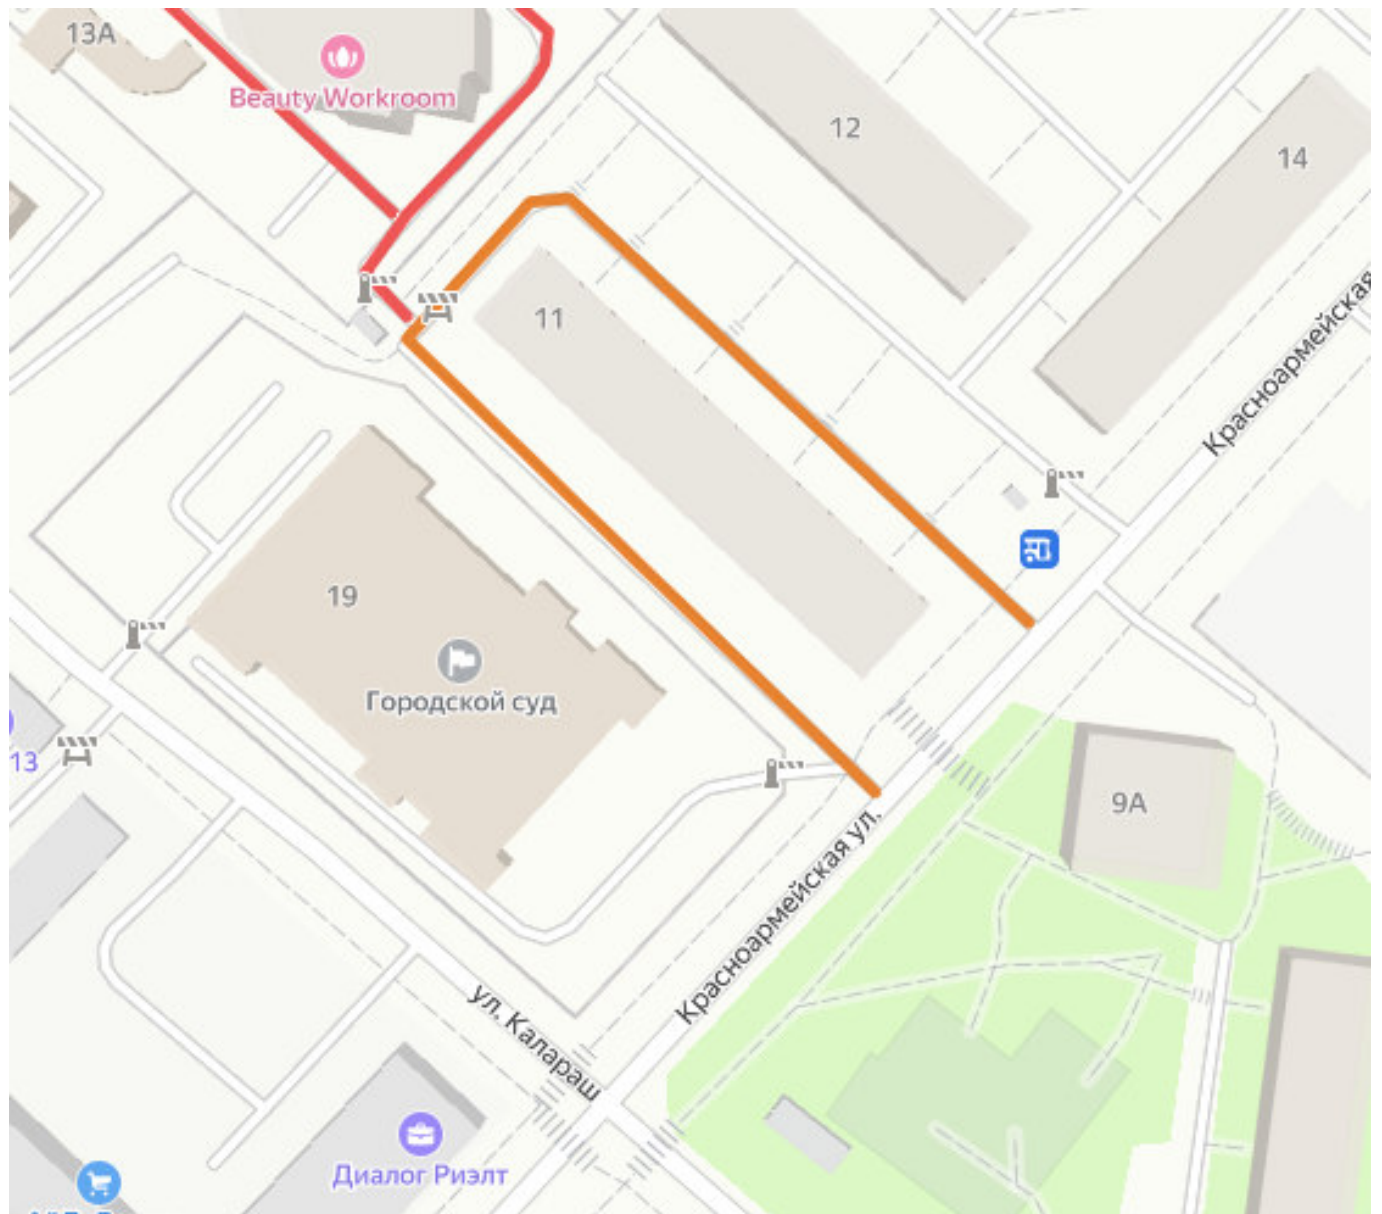 13А
Beauty Workroom
12
14
11
Красноармейская
19
Городской суд
13
9А
Красноармейская ул.
ул. Калараш
Диалог Риэлт